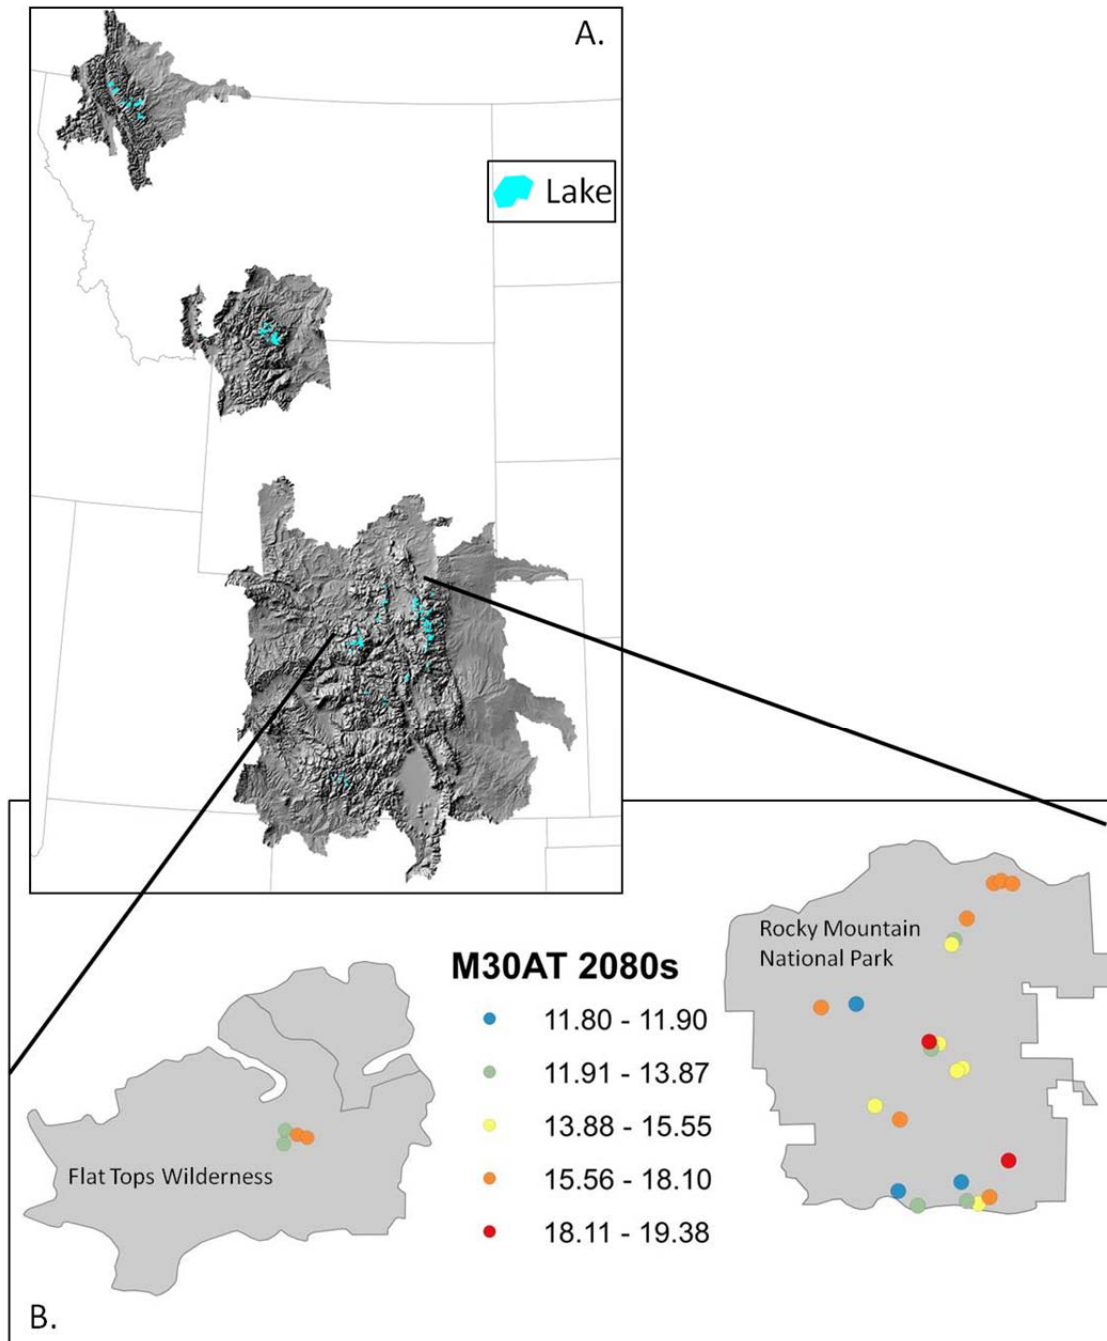 A.
Lake
Rocky Mountain
National Park
M30AT 2080s
11.80 - 11.90
11.91 - 13.87
13.88 - 15.55
15.56 - 18.10
18.11 - 19.38
Flat Tops Wilderness
B.